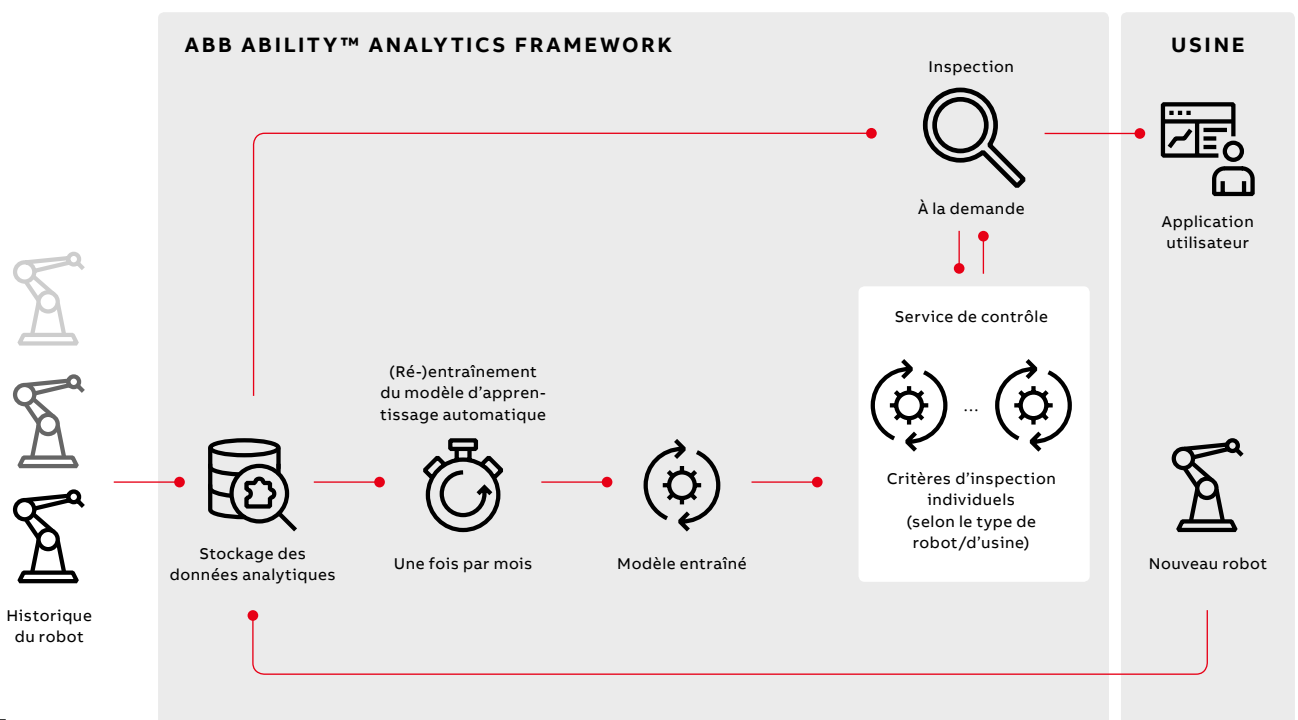 ABB ABILITY™ ANALYTICS FRAMEWORK
USINE
Inspection
À la demande
Application
utilisateur
Service de contrôle
...
Critères d'inspection
individuels
(selon le type de
robot/d'usine)
(Ré-)entraînement
du modèle d'appren-
tissage automatique
Stockage des
données analytiques
Une fois par mois
Modèle entraîné
Nouveau robot
Historique
du robot